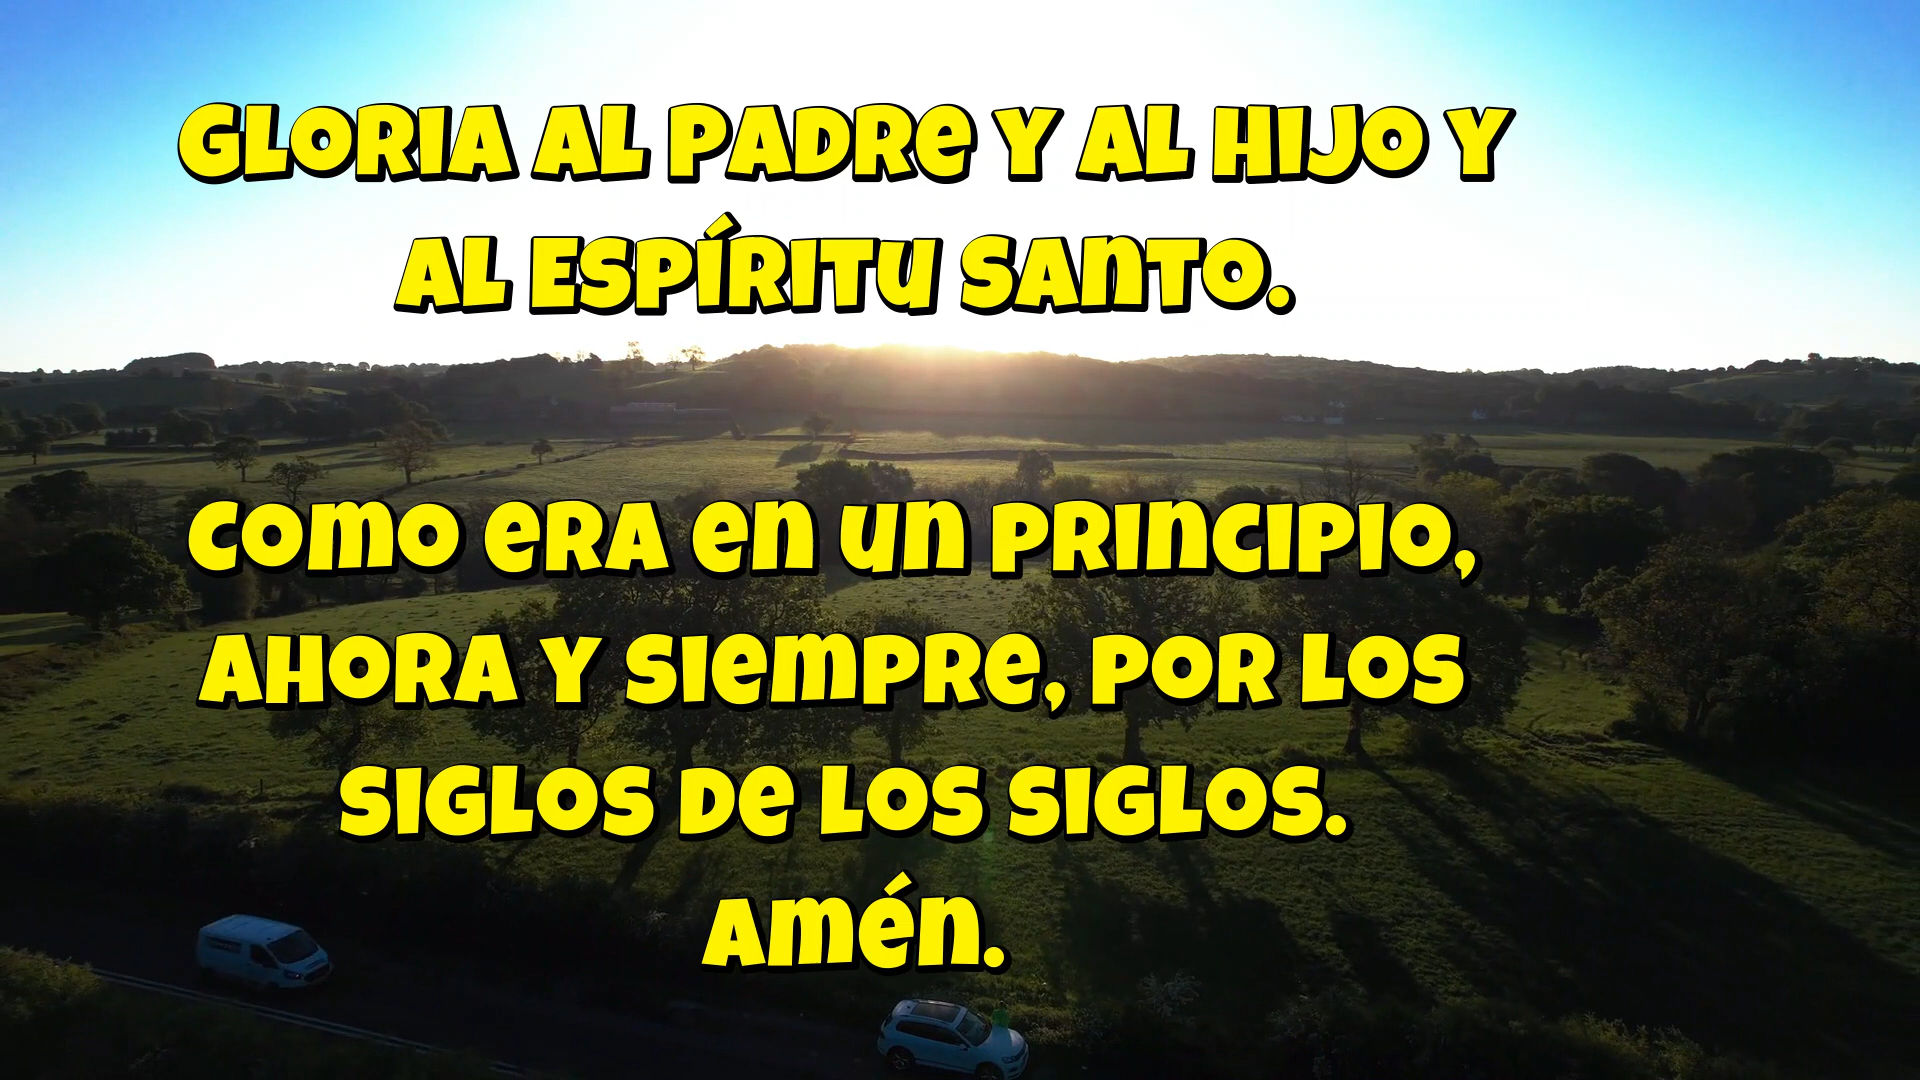 Gloria al Padre y al Hijo y
al Espíritu Santo.
Como era en un principio,
ahora y siempre, por los
siglos de los siglos.
Amén.